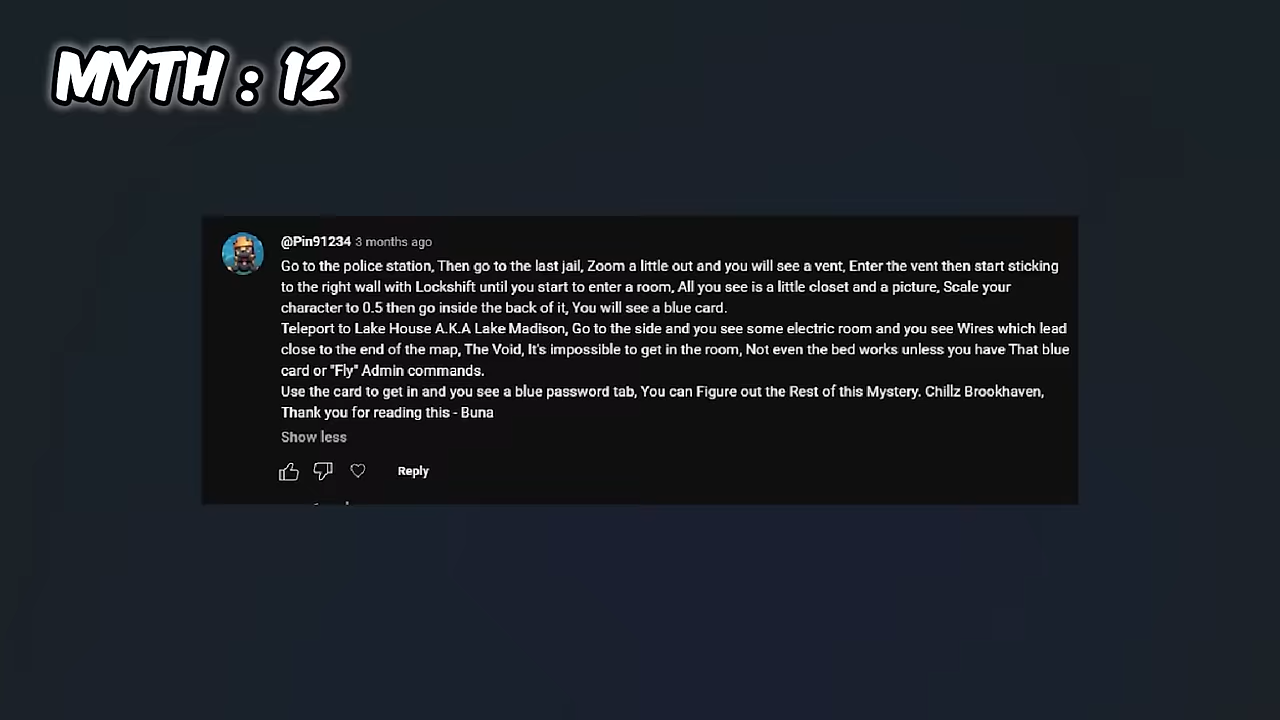 MYTH : 12
@Pin91234 3 months ago
Go to the police station, Then go to the last jail, Zoom a little out and you will see a vent, Enter the vent then start sticking
to the right wall with Lockshift until you start to enter a room, All you see is a little closet and a picture, Scale your
character to 0.5 then go inside the back of it, You will see a blue card.
Teleport to Lake House A.K.A Lake Madison, Go to the side and you see some electric room and you see Wires which lead
close to the end of the map, The Void, It's impossible to get in the room, Not even the bed works unless you have That blue
card or "Fly" Admin commands.
Use the card to get in and you see a blue password tab, You can Figure out the Rest of this Mystery. Chillz Brookhaven,
Thank you for reading this - Buna
Show less
Reply